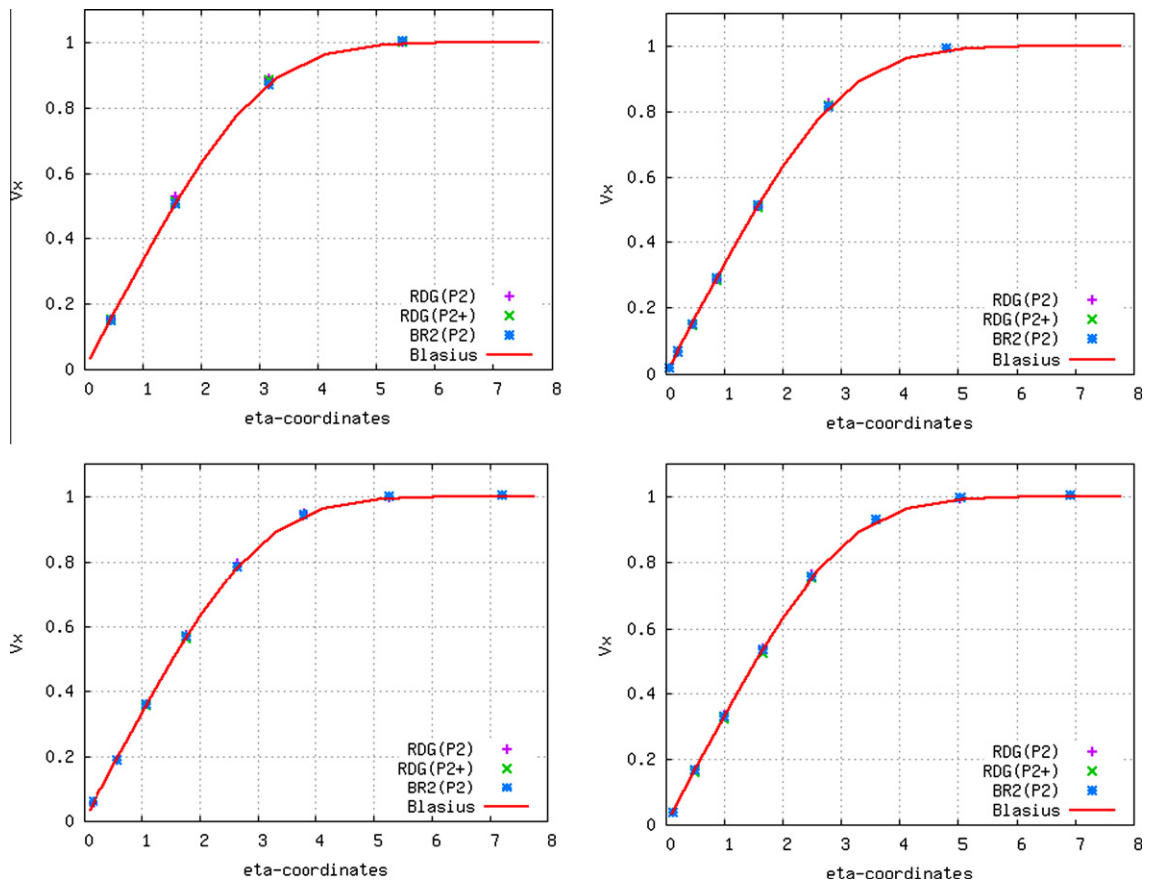 1
0.8
0.6
0.4
0.2
0
Vx
0 1 2 3 4 5 6 7 8
eta-coordinates
RDG(P2)
RDG(P2+)
BR2(P2)
Blasius
1
0.8
0.6
0.4
0.2
0
Vx
0 1 2 3 4 5 6 7 8
eta-coordinates
RDG(P2)
RDG(P2+)
BR2(P2)
Blasius
1
0.8
0.6
0.4
0.2
0
Vx
0 1 2 3 4 5 6 7 8
eta-coordinates
RDG(P2)
RDG(P2+)
BR2(P2)
Blasius
1
0.8
0.6
0.4
0.2
0
Vx
0 1 2 3 4 5 6 7 8
eta-coordinates
RDG(P2)
RDG(P2+)
BR2(P2)
Blasius